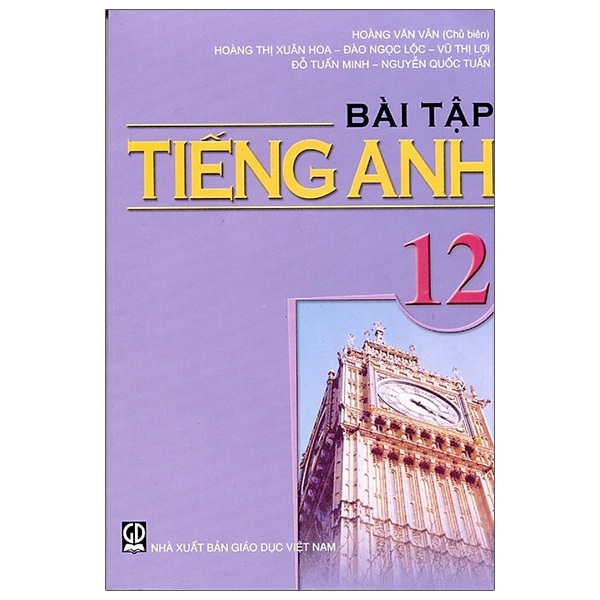 HOÀNG VĂN VÂN (Chủ biên)
HOÀNG THỊ XUÂN HOA – ĐÀO NGỌC LỘC – VŨ THỊ LỢI
ĐỖ TUẤN MINH – NGUYỄN QUỐC TUẤN
BÀI TẬP
TIẾNG ANH
12
GD
NHÀ XUẤT BẢN GIÁO DỤC VIỆT NAM